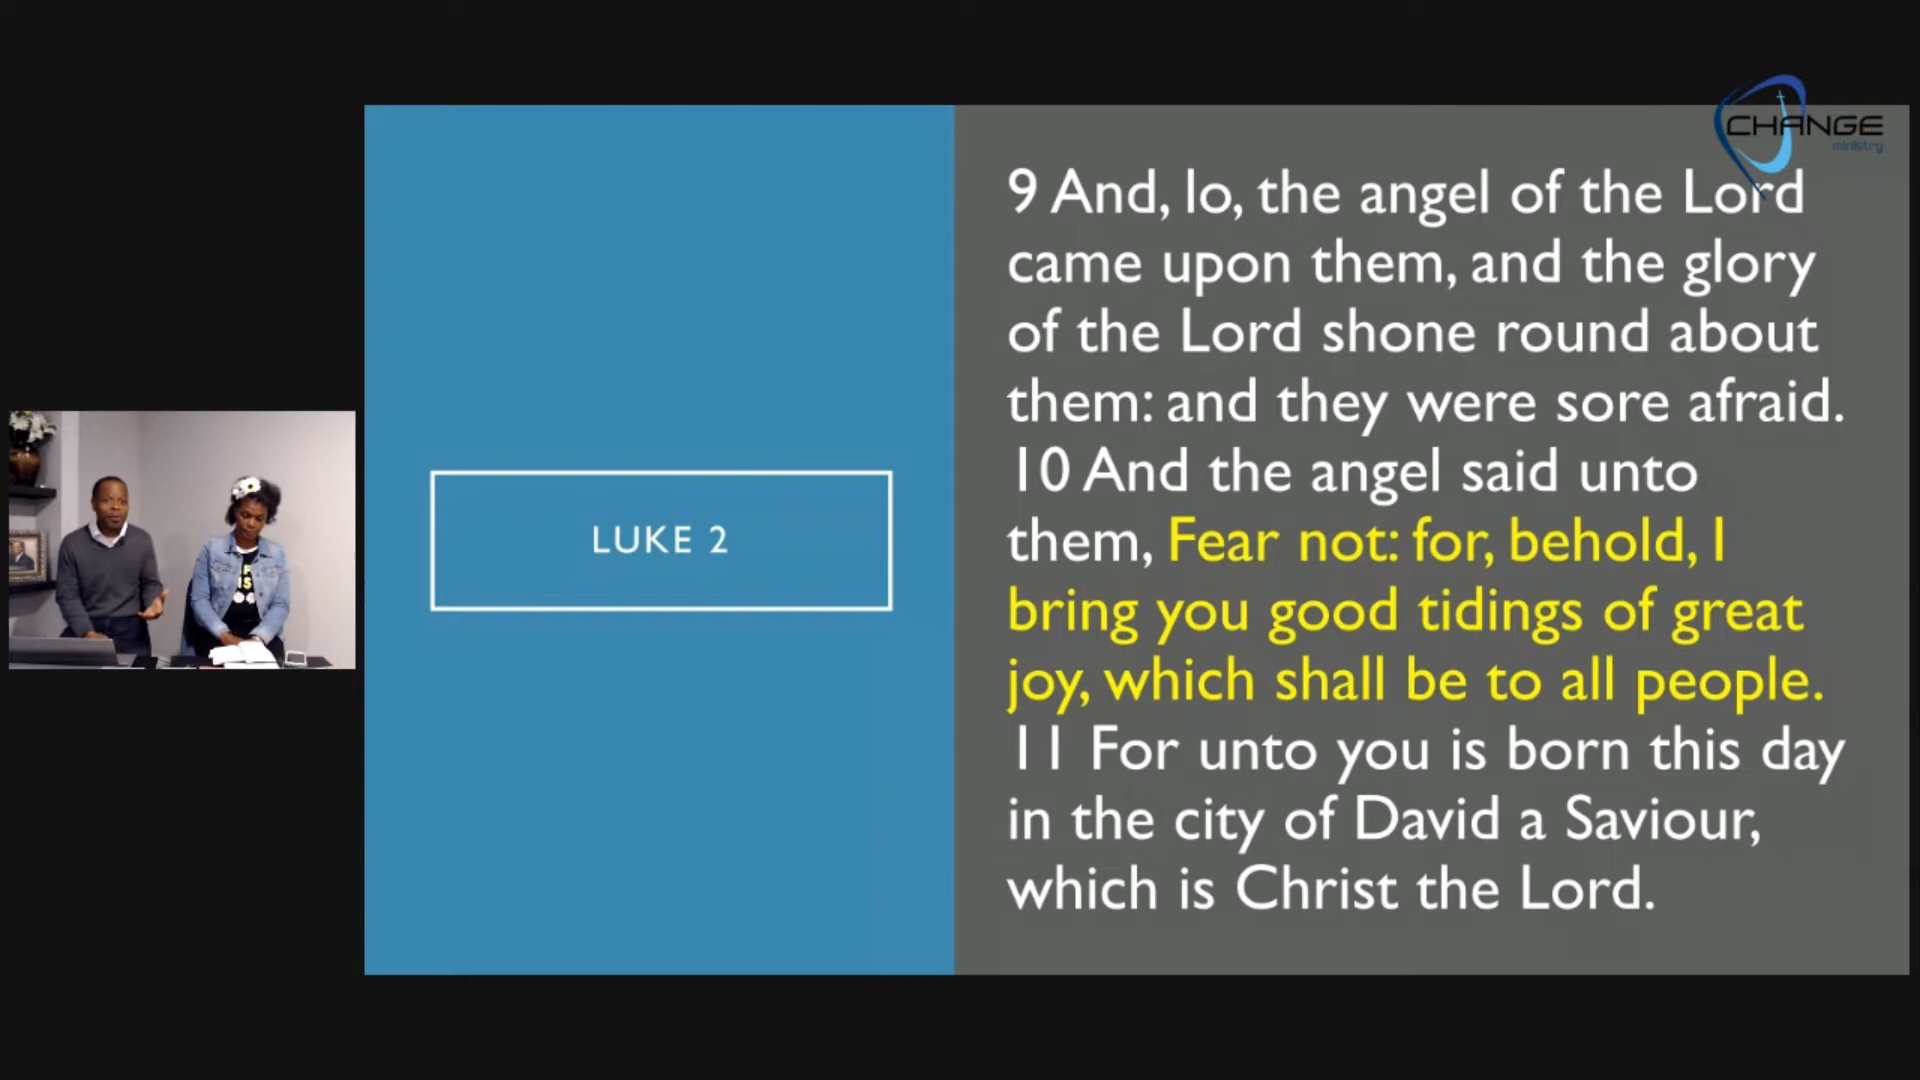 CHANGE
ministry
LUKE 2
9 And, lo, the angel of the Lord
came upon them, and the glory
of the Lord shone round about
them: and they were sore afraid.
10 And the angel said unto
them, Fear not: for, behold, I
bring you good tidings of great
joy, which shall be to all people.
11 For unto you is born this day
in the city of David a Saviour,
which is Christ the Lord.